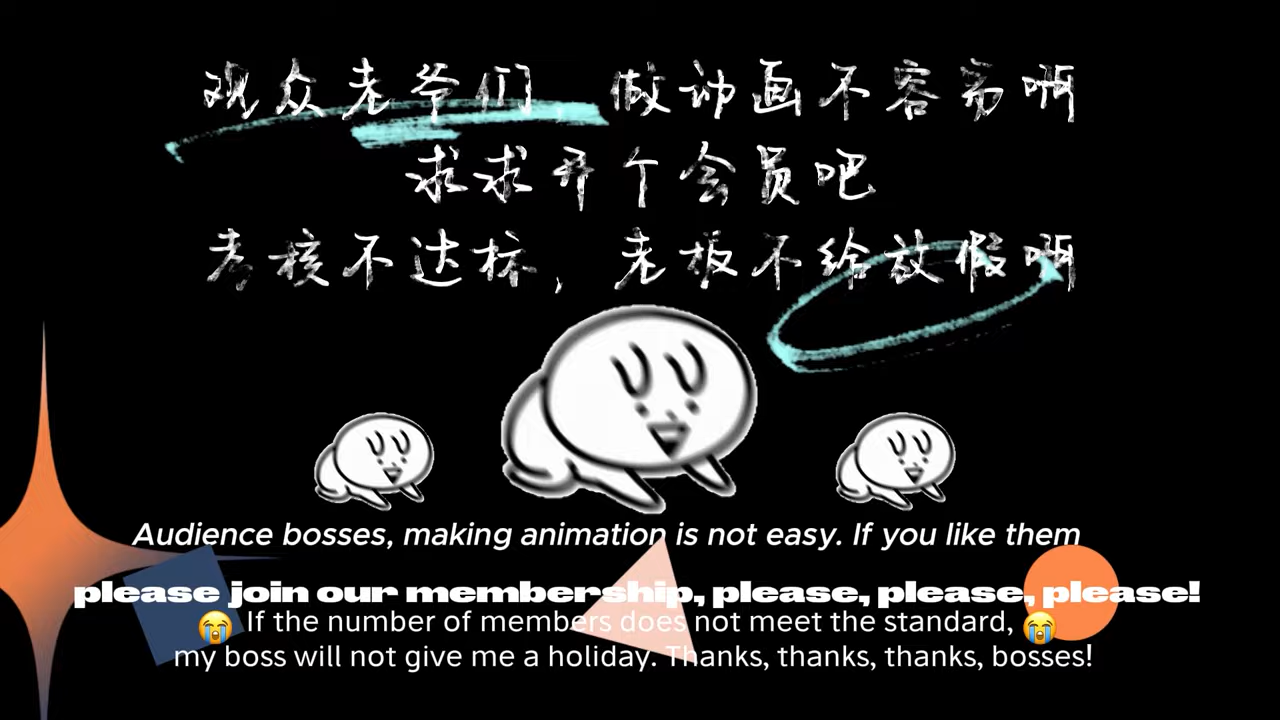 观众老爷们，做动画不容易啊
求求开个会员吧
考核不达标，老板不给放假啊
Audience bosses, making animation is not easy. If you like them
please join our membership, please, please, please!
😭 If the number of members does not meet the standard, 😭
my boss will not give me a holiday. Thanks, thanks, thanks, bosses!